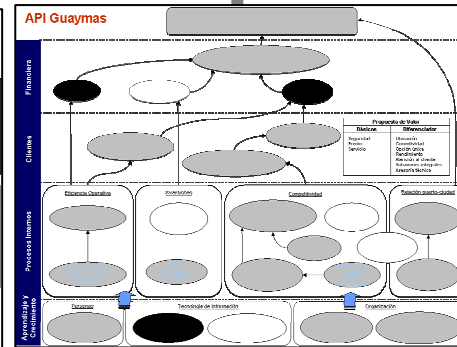 API Guaymas
Financiera
Clientes
Propuesta de Valor
Básicos
Diferenciador
Seguridad
Precio
Servicio
Ubicación
Conectividad
Opción única
Rendimiento
Atención al cliente
Soluciones integrales
Asesoría técnica
Procesos Internos
Eficiencia Operativa
Inversiones
Competitividad
Relación puerto-ciudad
Aprendizaje y
Crecimiento
Personas
Tecnología de Información
Organización